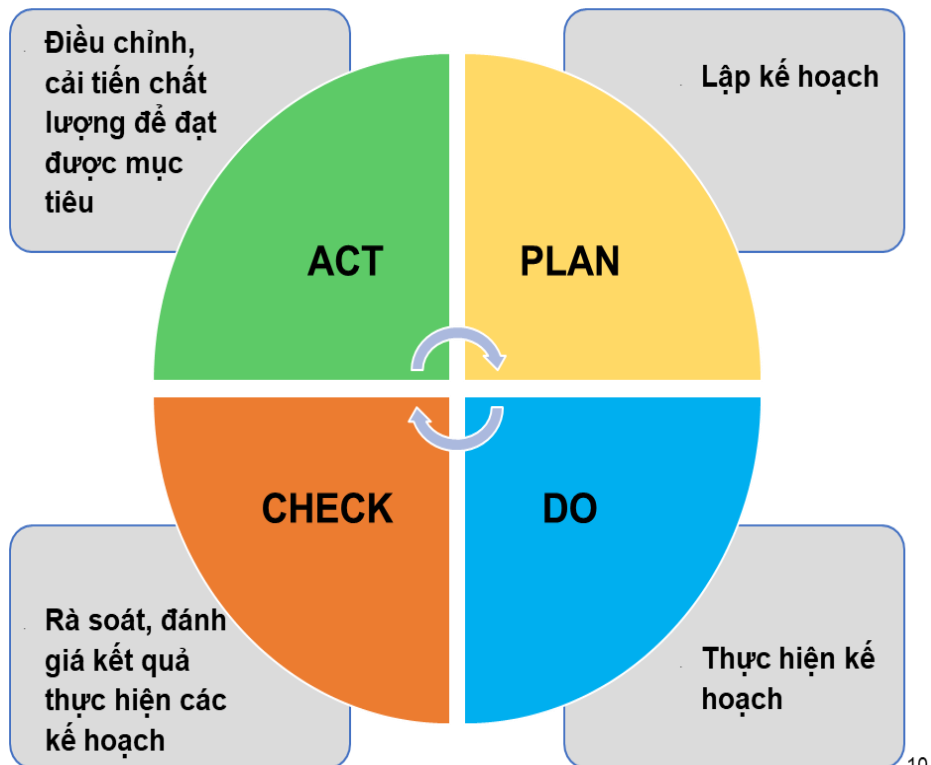 Điều chỉnh,
cải tiến chất
lượng để đạt
được mục
tiêu
Lập kế hoạch
ACT
PLAN
CHECK
DO
Rà soát, đánh
giá kết quả
thực hiện các
kế hoạch
Thực hiện kế
hoạch